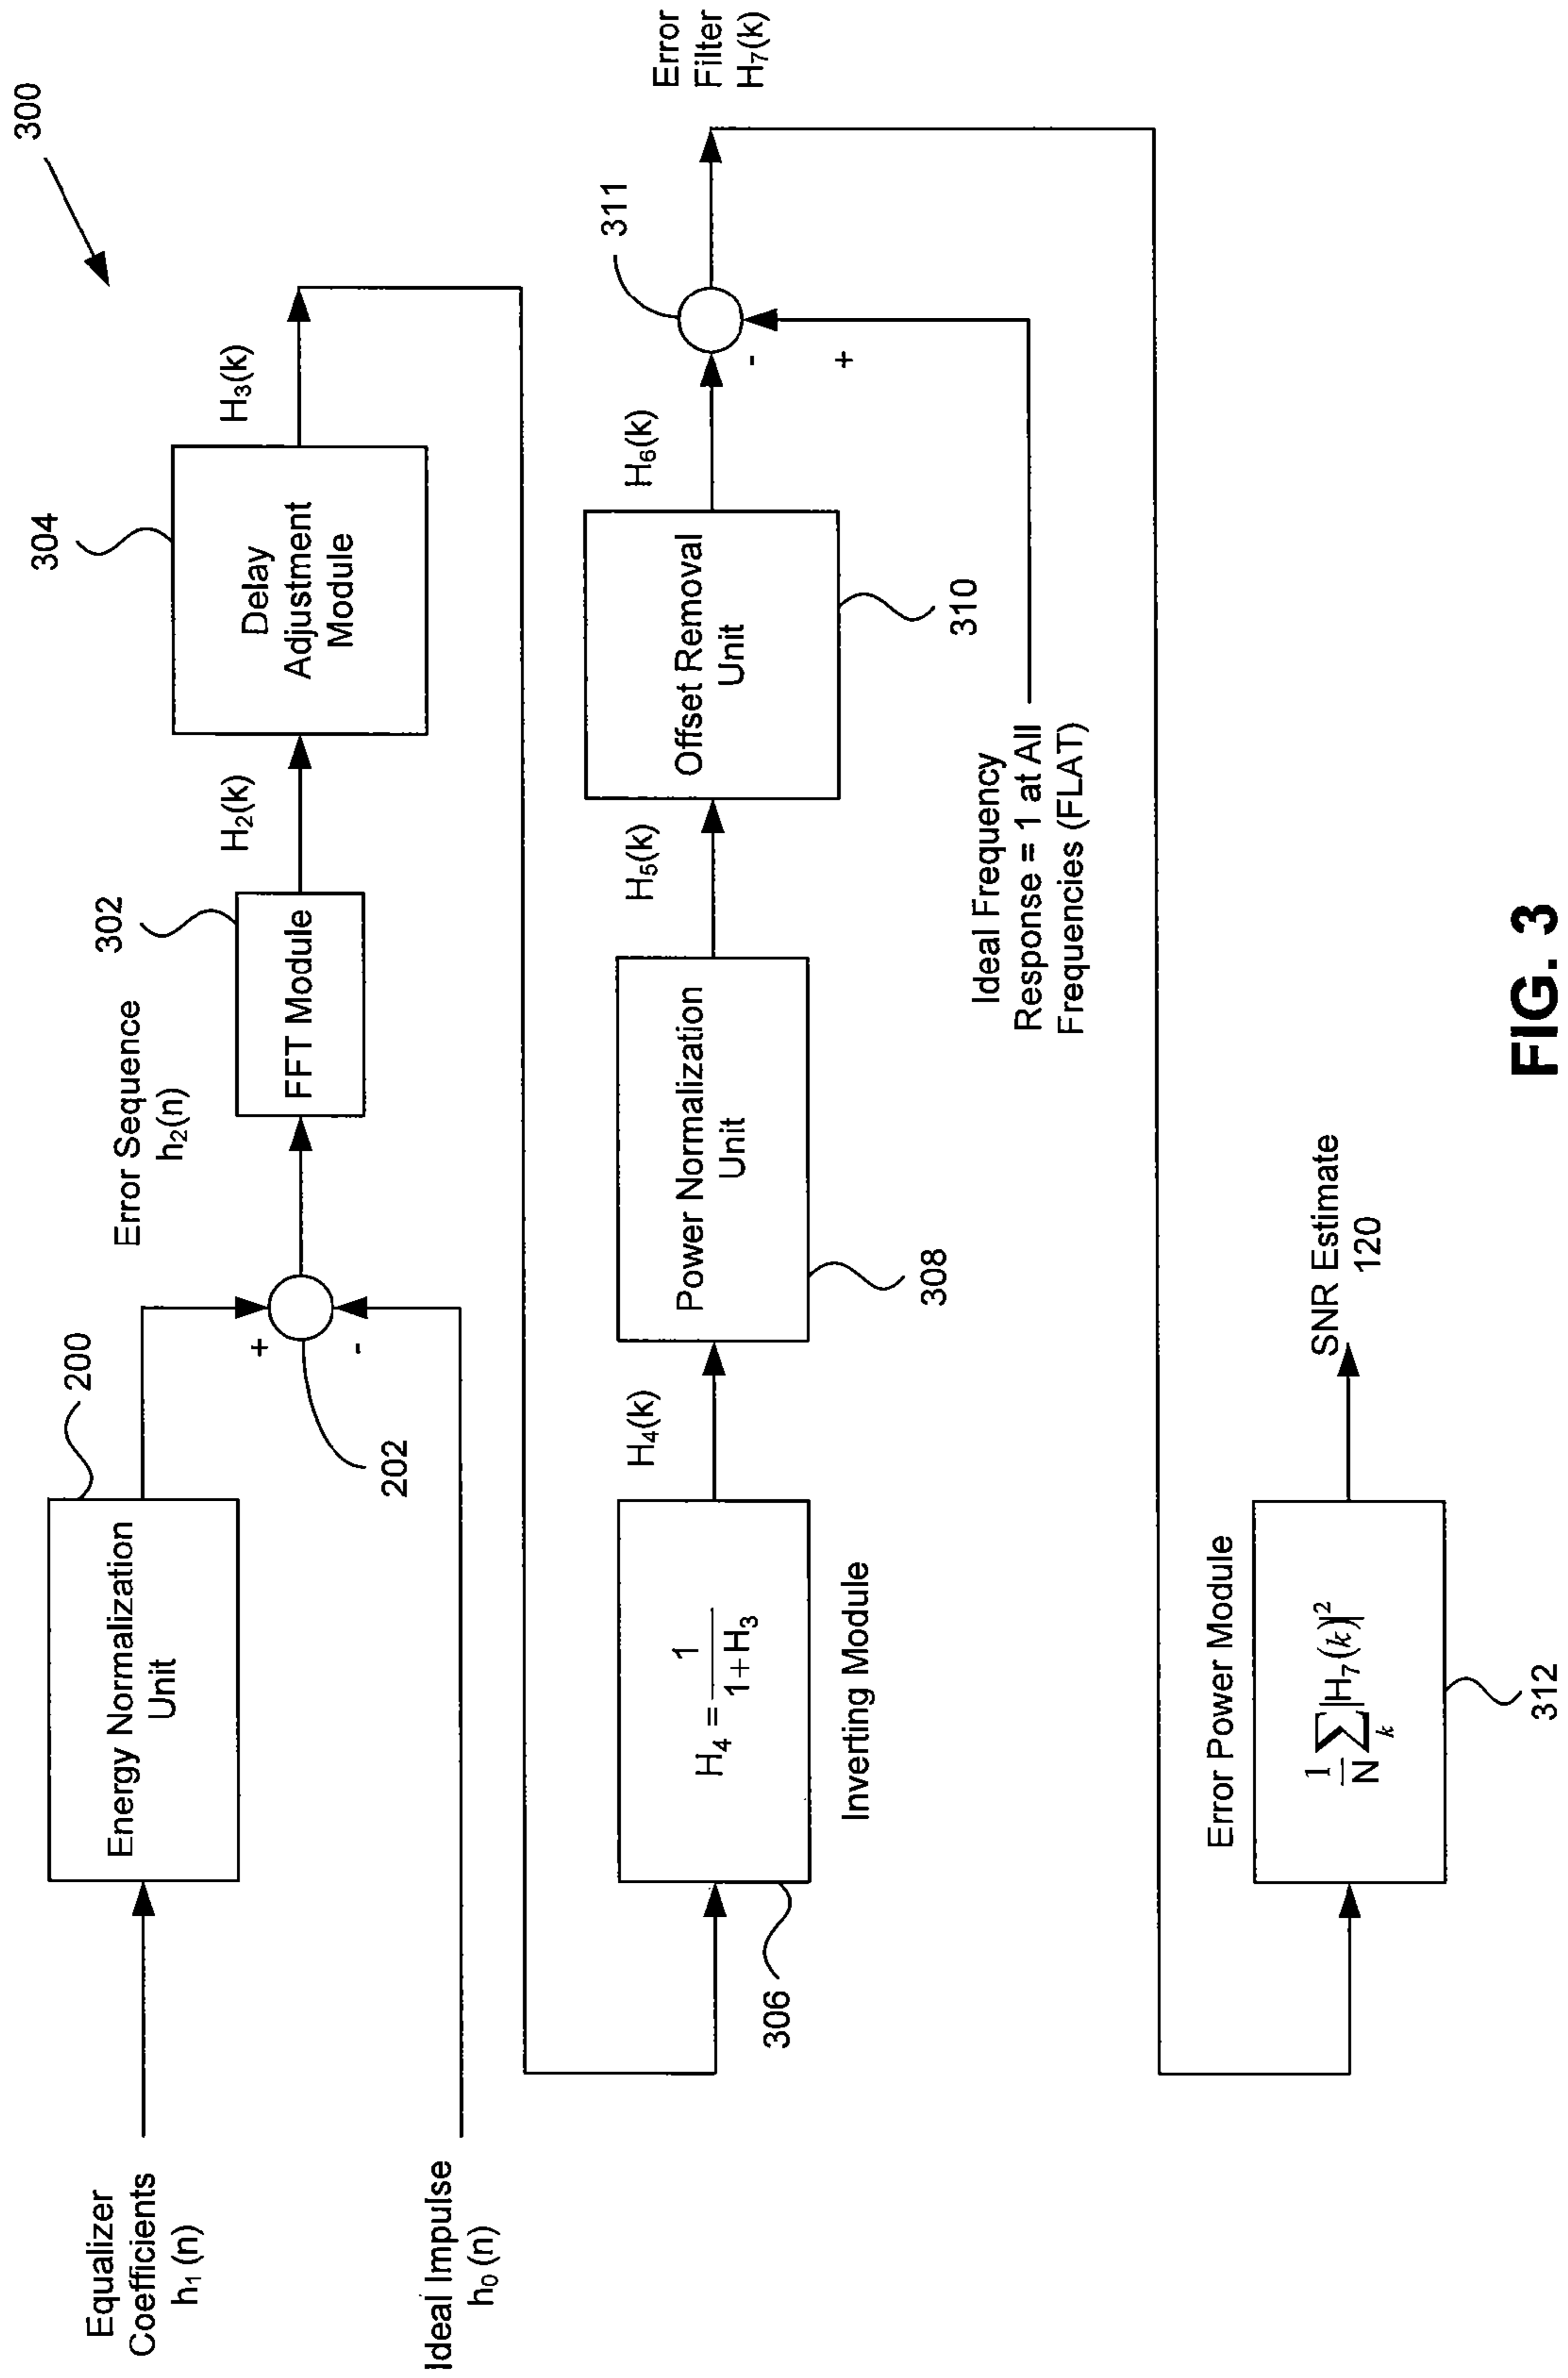 300
Equalizer
Coefficients
h₁ (n)
Energy Normalization
Unit
200
Ideal Impulse
h₀ (n)
+
-
202
Error Sequence
h₂(n)
FFT Module
302
H₂(k)
Delay
Adjustment
Module
304
H₃(k)
H₄ = 1 / 1+H₃
306
Inverting Module
H₄(k)
Power Normalization
Unit
308
H₅(k)
Offset Removal
Unit
310
H₆(k)
-
+
311
Ideal Frequency
Response = 1 at All
Frequencies (FLAT)
Error
Filter
H₇(k)
Error Power Module
1/N ∑ₖ |H₇(k)|²
312
SNR Estimate
120
FIG. 3